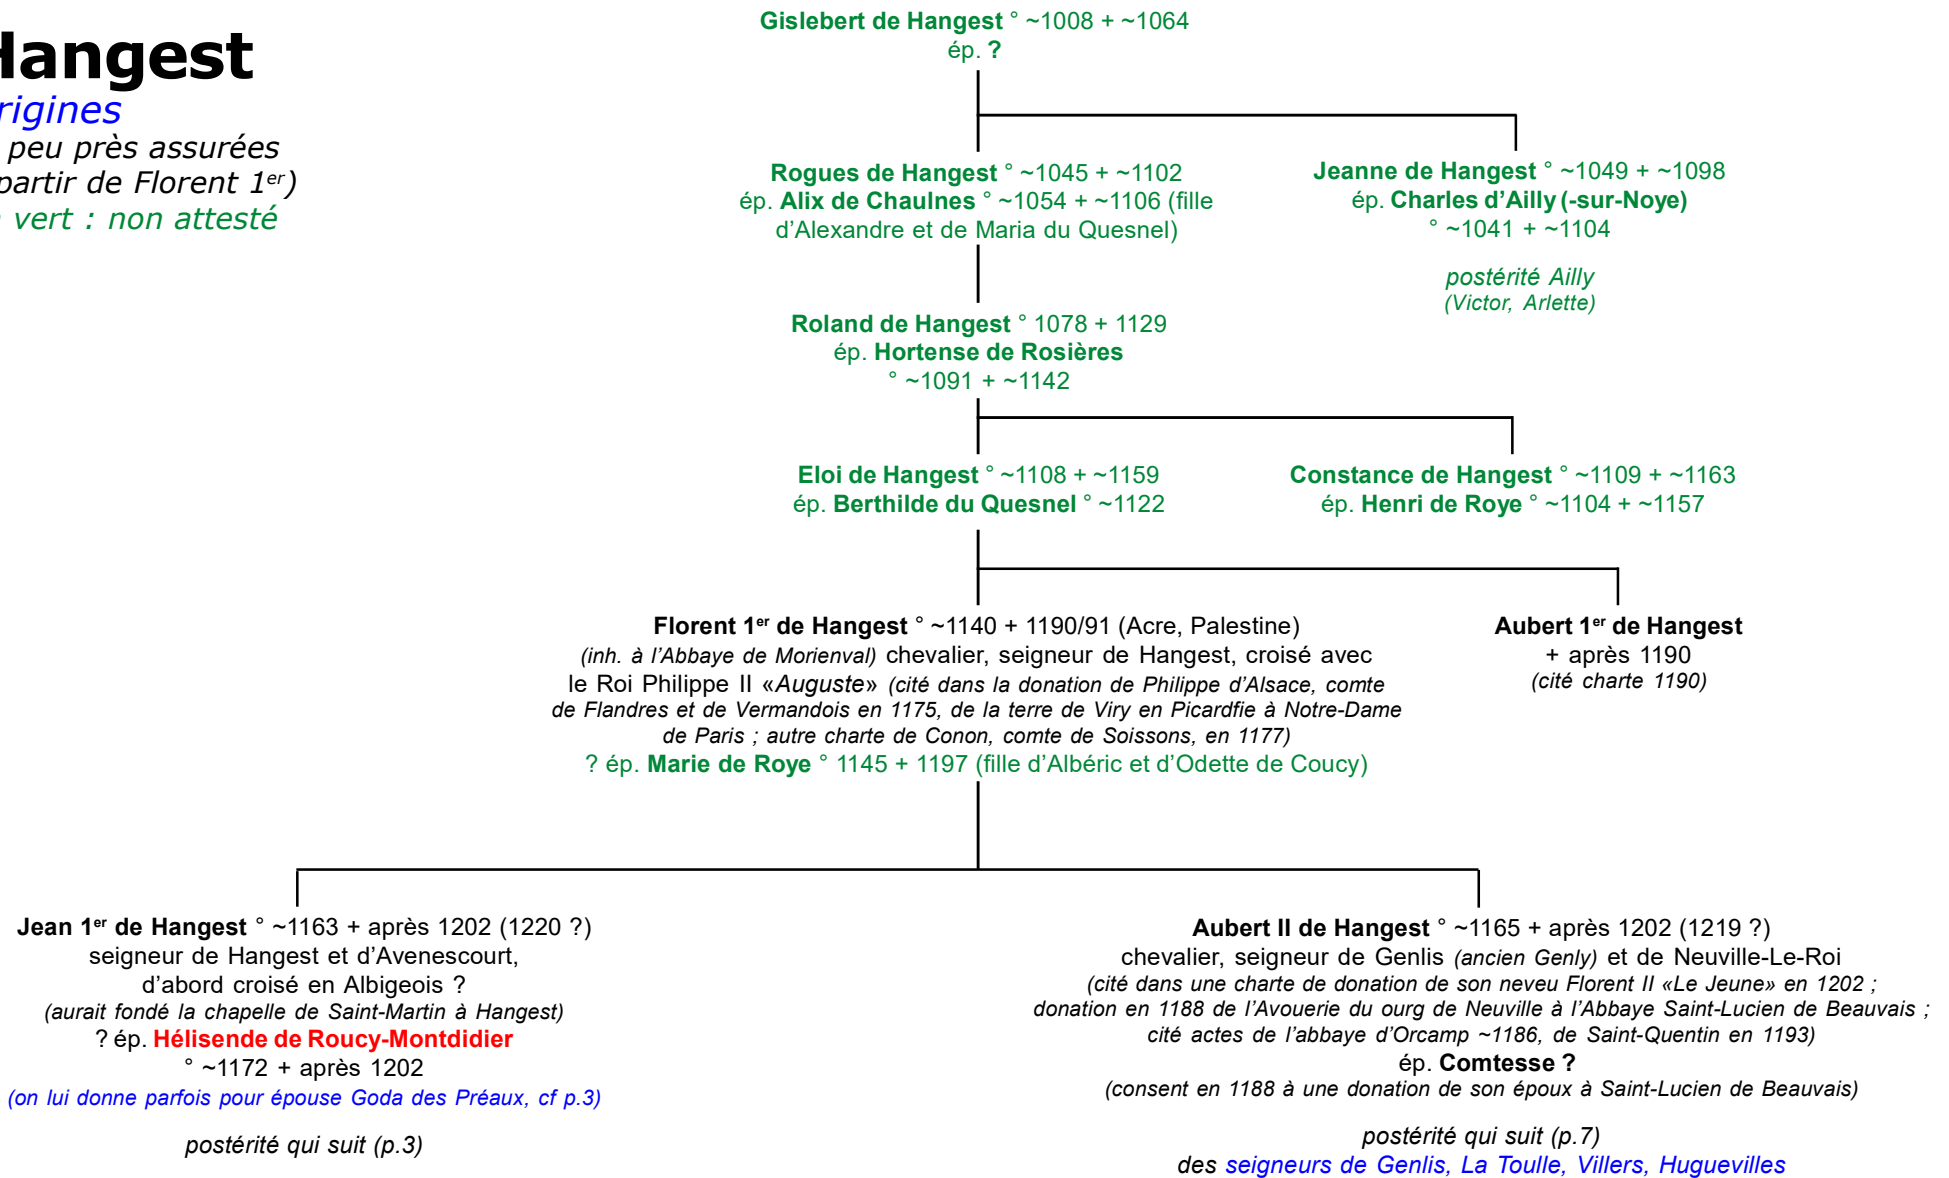 Hangest
rigines
peu près assurées
partir de Florent 1er)
vert : non attesté
Gislebert de Hangest ° ~1008 + ~1064
ép. ?
Rogues de Hangest ° ~1045 + ~1102
ép. Alix de Chaulnes ° ~1054 + ~1106 (fille
d’Alexandre et de Maria du Quesnel)
Jeanne de Hangest ° ~1049 + ~1098
ép. Charles d’Ailly (-sur-Noye)
° ~1041 + ~1104
postérité Ailly
(Victor, Arlette)
Roland de Hangest ° 1078 + 1129
ép. Hortense de Rosières
° ~1091 + ~1142
Eloi de Hangest ° ~1108 + ~1159
ép. Berthilde du Quesnel ° ~1122
Constance de Hangest ° ~1109 + ~1163
ép. Henri de Roye ° ~1104 + ~1157
Florent 1er de Hangest ° ~1140 + 1190/91 (Acre, Palestine)
(inh. à l’Abbaye de Morienval) chevalier, seigneur de Hangest, croisé avec
le Roi Philippe II «Auguste» (cité dans la donation de Philippe d’Alsace, comte
de Flandres et de Vermandois en 1175, de la terre de Viry en Picardfie à Notre-Dame
de Paris ; autre charte de Conon, comte de Soissons, en 1177)
? ép. Marie de Roye ° 1145 + 1197 (fille d’Albéric et d’Odette de Coucy)
Aubert 1er de Hangest
+ après 1190
(cité charte 1190)
Jean 1er de Hangest ° ~1163 + après 1202 (1220 ?)
seigneur de Hangest et d’Avenescourt,
d’abord croisé en Albigeois ?
(aurait fondé la chapelle de Saint-Martin à Hangest)
? ép. Hélisende de Roucy-Montdidier
° ~1172 + après 1202
(on lui donne parfois pour épouse Goda des Préaux, cf p.3)
postérité qui suit (p.3)
Aubert II de Hangest ° ~1165 + après 1202 (1219 ?)
chevalier, seigneur de Genlis (ancien Genly) et de Neuville-Le-Roi
(cité dans une charte de donation de son neveu Florent II «Le Jeune» en 1202 ;
donation en 1188 de l’Avouerie du ourg de Neuville à l’Abbaye Saint-Lucien de Beauvais ;
cité actes de l’abbaye d’Orcamp ~1186, de Saint-Quentin en 1193)
ép. Comtesse ?
(consent en 1188 à une donation de son époux à Saint-Lucien de Beauvais)
postérité qui suit (p.7)
des seigneurs de Genlis, La Toulle, Villers, Huguevilles